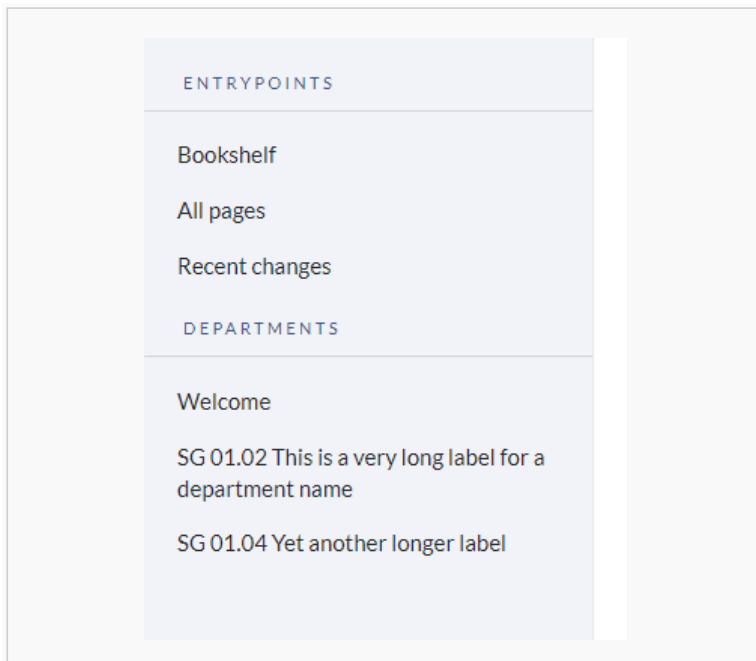 ENTRYPOINTS
Bookshelf
All pages
Recent changes
DEPARTMENTS
Welcome
SG 01.02 This is a very long label for a
department name
SG 01.04 Yet another longer label